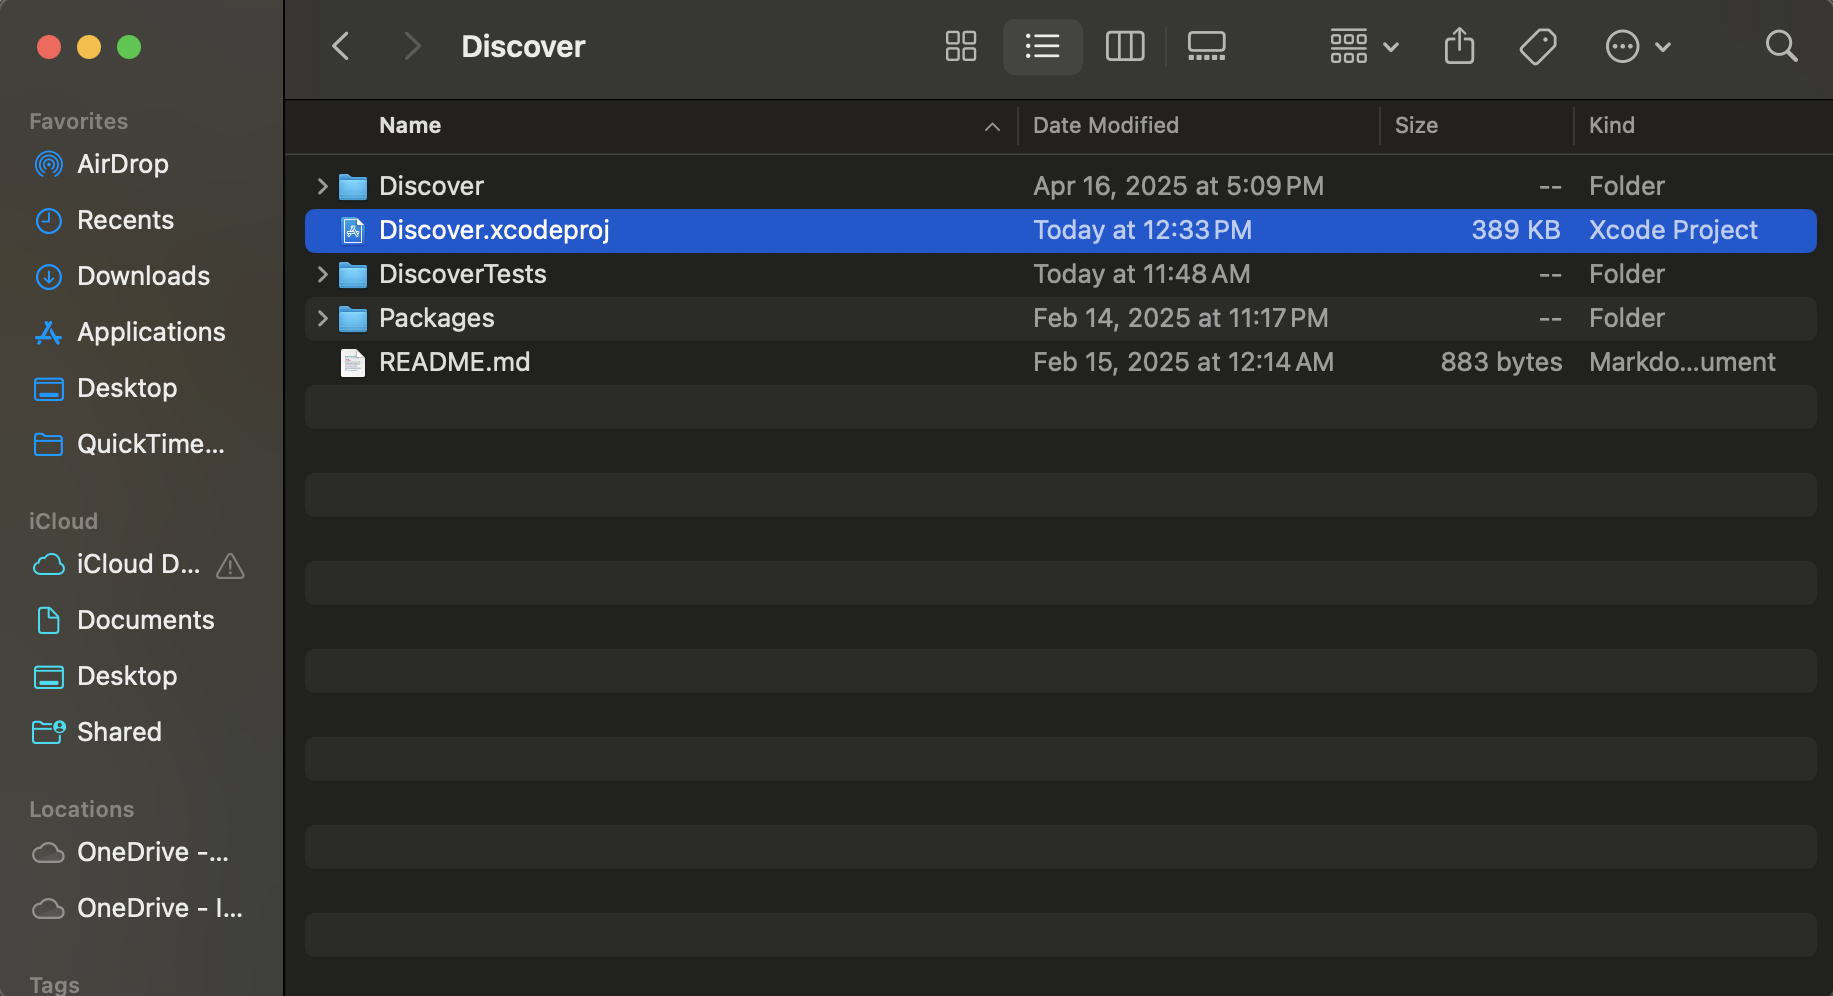 Discover
Favorites
AirDrop
Recents
Downloads
Applications
Desktop
QuickTime...
iCloud
iCloud D...
Documents
Desktop
Shared
Locations
OneDrive -...
OneDrive - I...
Tags
Name Date Modified Size Kind
Discover Apr 16, 2025 at 5:09 PM -- Folder
Discover.xcodeproj Today at 12:33 PM 389 KB Xcode Project
DiscoverTests Today at 11:48 AM -- Folder
Packages Feb 14, 2025 at 11:17 PM -- Folder
README.md Feb 15, 2025 at 12:14 AM 883 bytes Markdo...ument